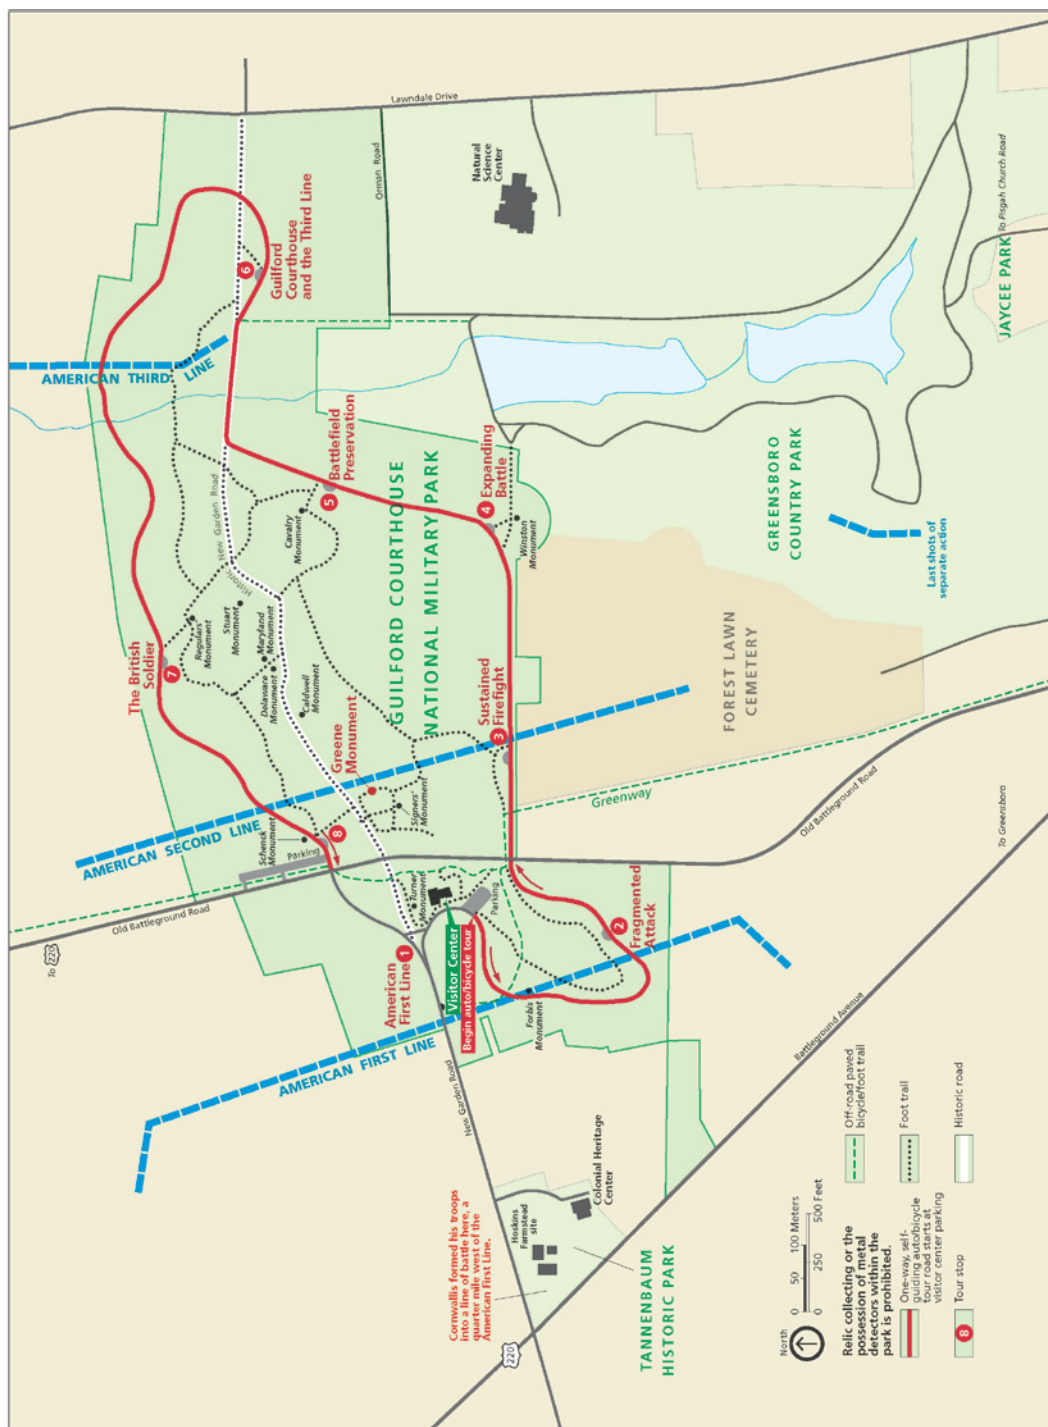 Lawndale Drive
Orman Road
Natural
Science
Center
To Pisgah Church Road
JAYCEE PARK
6
Guilford
Courthouse
and the Third Line
AMERICAN THIRD LINE
5
Battlefield
Preservation
4
Expanding
Battle
Winston
Monument
GREENSBORO
COUNTRY PARK
Last shots of
separate action
Historic New Garden Road
Cavalry
Monument
GUILFORD COURTHOUSE
NATIONAL MILITARY PARK
The British
Soldier
7
Regulars'
Monument
Stuart
Monument
Maryland
Monument
Delaware
Monument
Caldwell
Monument
Greene
Monument
Signers'
Monument
Sustained
Firefight
3
FOREST LAWN
CEMETERY
Greenway
AMERICAN SECOND LINE
Schenck
Monument
8
Parking
Old Battleground Road
Old Battleground Road
To Greensboro
To 220
American
First Line
1
Turner
Monument
Visitor Center
Begin auto/bicycle tour
Parking
2
Fragmented
Attack
Forbis
Monument
AMERICAN FIRST LINE
New Garden Road
Battleground Avenue
Cornwallis formed his troops
into a line of battle here, a
quarter mile west of the
American First Line.
Hoskins
Farmstead
site
Colonial Heritage
Center
TANNENBAUM
HISTORIC PARK
220
North
0 50 100 Meters
0 250 500 Feet
Relic collecting or the
possession of metal
detectors within the
park is prohibited.
One-way, self-
guiding auto/bicycle
tour road starts at
visitor center parking
8
Tour stop
Off-road paved
bicycle/foot trail
Foot trail
Historic road